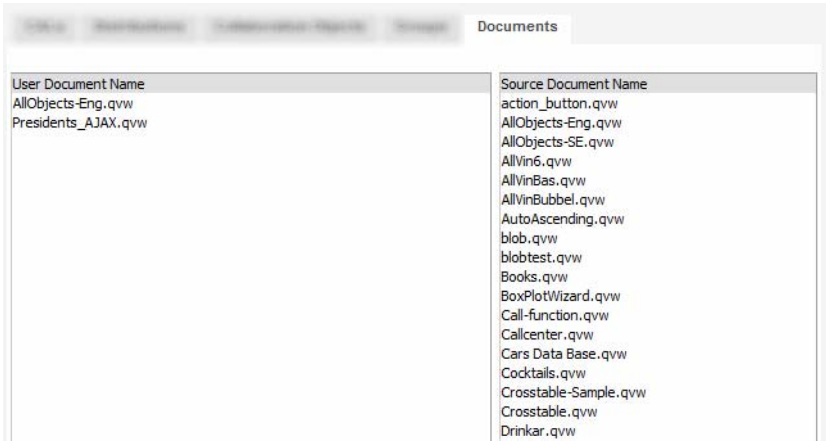 Documents
User Document Name
AllObjects-Eng.qvw
Presidents_AJAX.qvw
Source Document Name
action_button.qvw
AllObjects-Eng.qvw
AllObjects-SE.qvw
AllVin6.qvw
AllVinBas.qvw
AllVinBubbel.qvw
AutoAscending.qvw
blob.qvw
blobtest.qvw
Books.qvw
BoxPlotWizard.qvw
Call-function.qvw
Callcenter.qvw
Cars Data Base.qvw
Cocktails.qvw
Crosstable-Sample.qvw
Crosstable.qvw
Drinkar.qvw